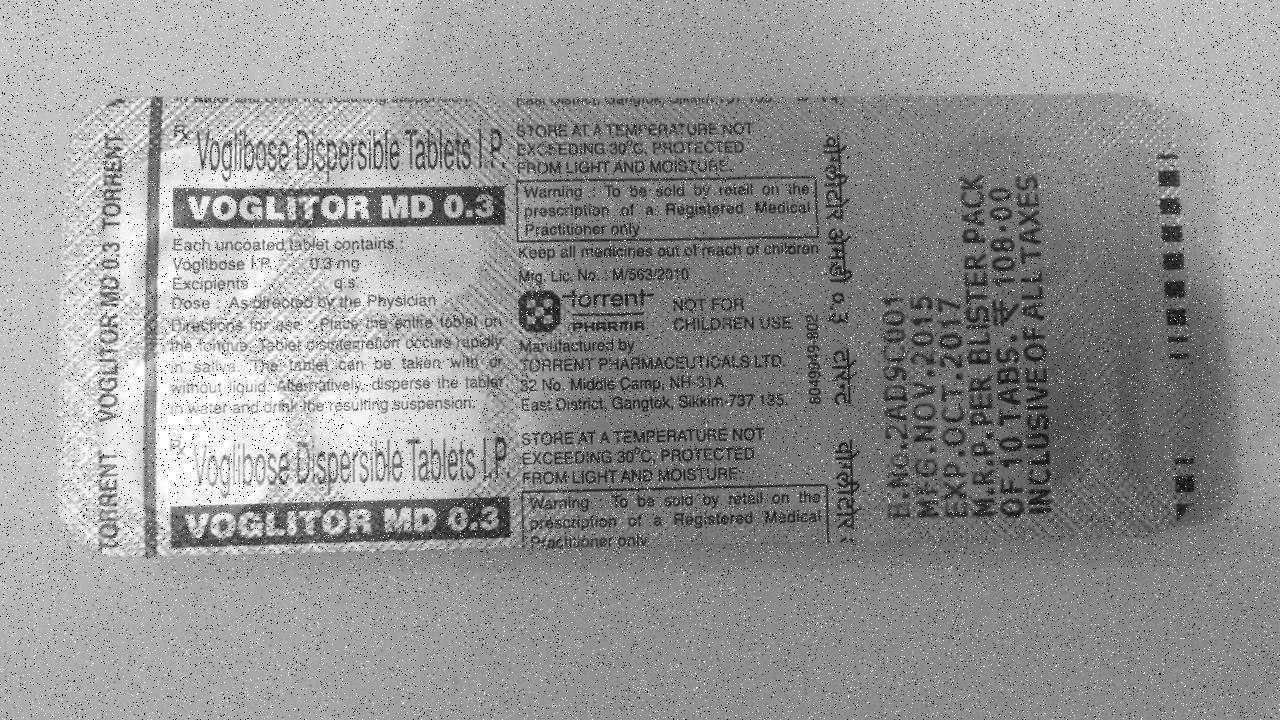 TORRENT VOGLITOR MD 0.3 TORRENT
Rx Voglibose Dispersible Tablets I.P.
VOGLITOR MD 0.3
Each uncoated tablet contains :
Voglibose I.P. 0.3 mg
Excipients q.s.
Dose : As directed by the Physician
Directions for use : Place the entire tablet on
the tongue. Tablet disintegration occurs rapidly
in saliva. The tablet can be taken with or
without liquid. Alternatively, disperse the tablet
in water and drink the resulting suspension.
Rx Voglibose Dispersible Tablets I.P.
VOGLITOR MD 0.3
East District, Gangtok, Sikkim-737 135
STORE AT A TEMPERATURE NOT
EXCEEDING 30°C, PROTECTED
FROM LIGHT AND MOISTURE.
Warning : To be sold by retail on the
prescription of a Registered Medical
Practitioner only
Keep all medicines out of reach of children
Mfg. Lic. No. : M/563/2010
torrent
PHARMA
NOT FOR
CHILDREN USE
Manufactured by
TORRENT PHARMACEUTICALS LTD.
32 No. Middle Camp, NH-31A,
East District, Gangtok, Sikkim-737 135
STORE AT A TEMPERATURE NOT
EXCEEDING 30°C, PROTECTED
FROM LIGHT AND MOISTURE.
Warning : To be sold by retail on the
prescription of a Registered Medical
Practitioner only
वोग्लीटोर एमडी 0.3
वोग्लीटोर
B.No.2AD9C001
MFG.NOV.2015
EXP.OCT.2017
M.R.P. PER BLISTER PACK
OF 10 TABS. ₹ 108.00
INCLUSIVE OF ALL TAXES